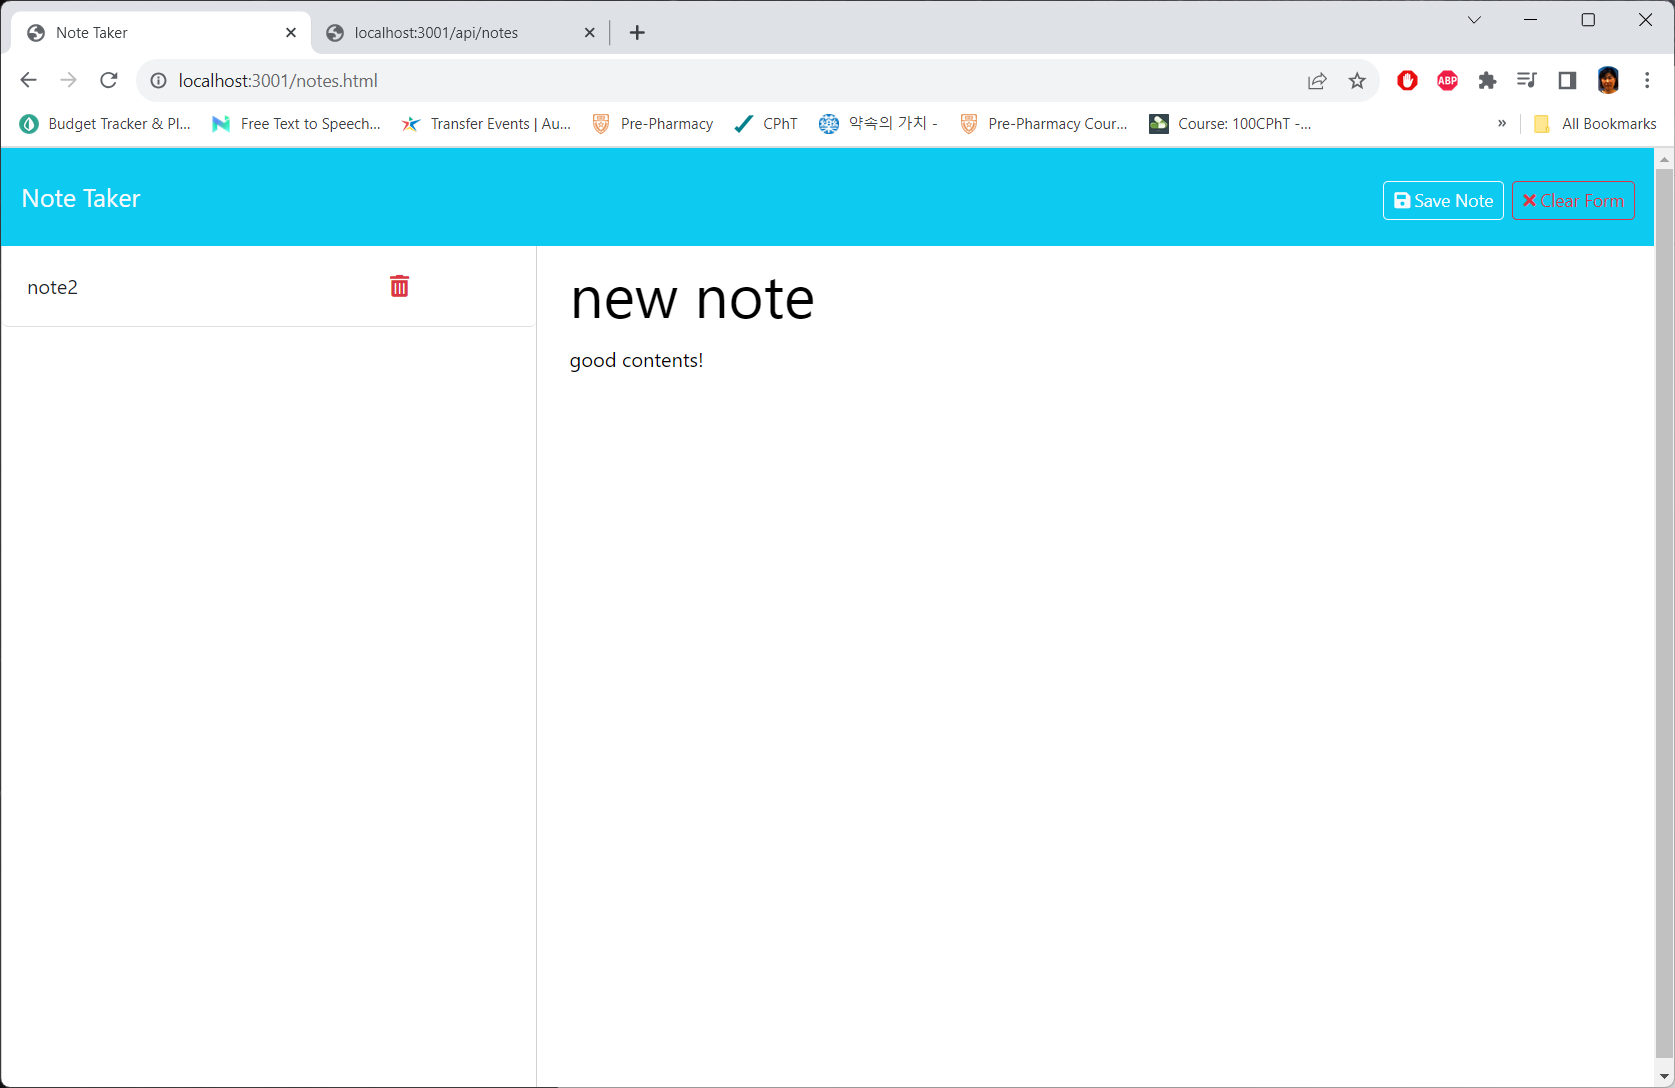 Note Taker
localhost:3001/api/notes
localhost:3001/notes.html
ABP
Budget Tracker & Pl...
Free Text to Speech...
Transfer Events | Au...
Pre-Pharmacy
CPhT
약속의 가치 -
Pre-Pharmacy Cour...
Course: 100CPhT -...
»
All Bookmarks
Note Taker
Save Note
Clear Form
note2
new note
good contents!